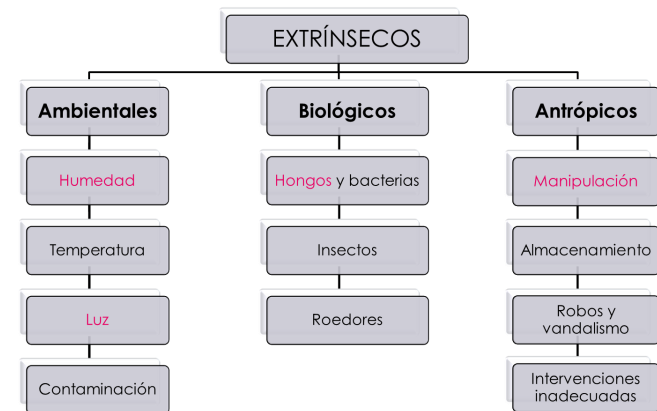 EXTRÍNSECOS
Ambientales
Humedad
Temperatura
Luz
Contaminación
Biológicos
Hongos y bacterias
Insectos
Roedores
Antrópicos
Manipulación
Almacenamiento
Robos y
vandalismo
Intervenciones
inadecuadas